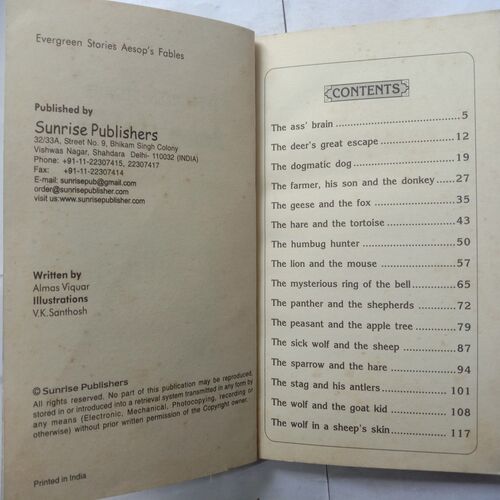 Evergreen Stories Aesop's Fables
Published by
Sunrise Publishers
32/33A, Street No. 9, Bhikam Singh Colony
Vishwas Nagar, Shahdara Delhi- 110032 (INDIA)
Phone: +91-11-22307415, 22307417
Fax: +91-11-22307414
E-mail: sunrisepub@gmail.com
order@sunrisepublisher.com
visit us:www.sunrisepublisher.com
Written by
Almas Viquar
Illustrations
V.K. Santhosh
© Sunrise Publishers
All rights reserved. No part of this publication may be reproduced,
stored in or introduced into a retrieval system transmitted in any form by
any means (Electronic, Mechanical, Photocopying, recording or
otherwise) without prior written permission of the Copyright owner.
Printed in India
CONTENTS
The ass' brain 5
The deer's great escape 12
The dogmatic dog 19
The farmer, his son and the donkey 27
The geese and the fox 35
The hare and the tortoise 43
The humbug hunter 50
The lion and the mouse 57
The mysterious ring of the bell 65
The panther and the shepherds 72
The peasant and the apple tree 79
The sick wolf and the sheep 87
The sparrow and the hare 94
The stag and his antlers 101
The wolf and the goat kid 108
The wolf in a sheep's skin 117